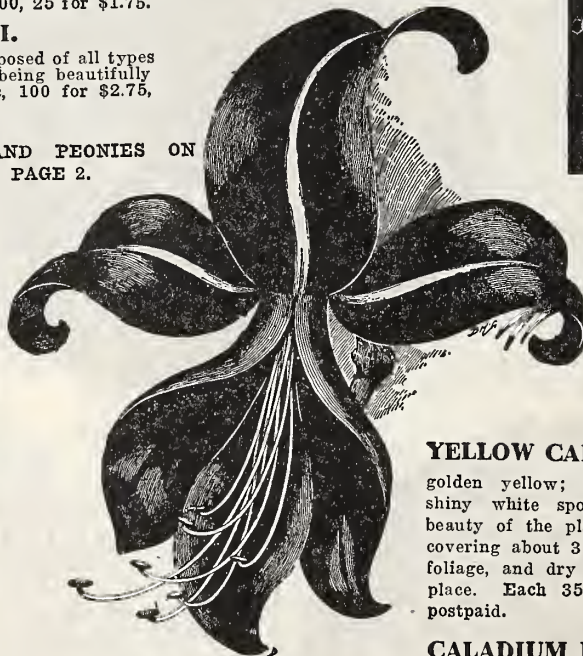 00, 25 for $1.75.
I.
posed of all types
being beautifully
, 100 for $2.75,
AND PEONIES ON
PAGE 2.
YELLOW CA
golden yellow;
shiny white spo
beauty of the pl
covering about 3
foliage, and dry
place. Each 35
postpaid.
CALADIUM